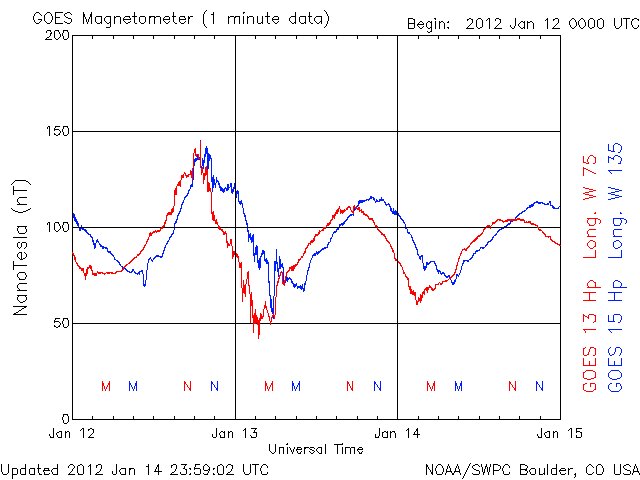 GOES Magnetometer (1 minute data)
Begin: 2012 Jan 12 0000 UTC
200
150
100
50
0
NanoTesla (nT)
M M N N M M N N M M N N
Jan 12 Jan 13 Jan 14 Jan 15
Universal Time
GOES 13 Hp Long. W 75
GOES 15 Hp Long. W 135
Updated 2012 Jan 14 23:59:02 UTC
NOAA/SWPC Boulder, CO USA